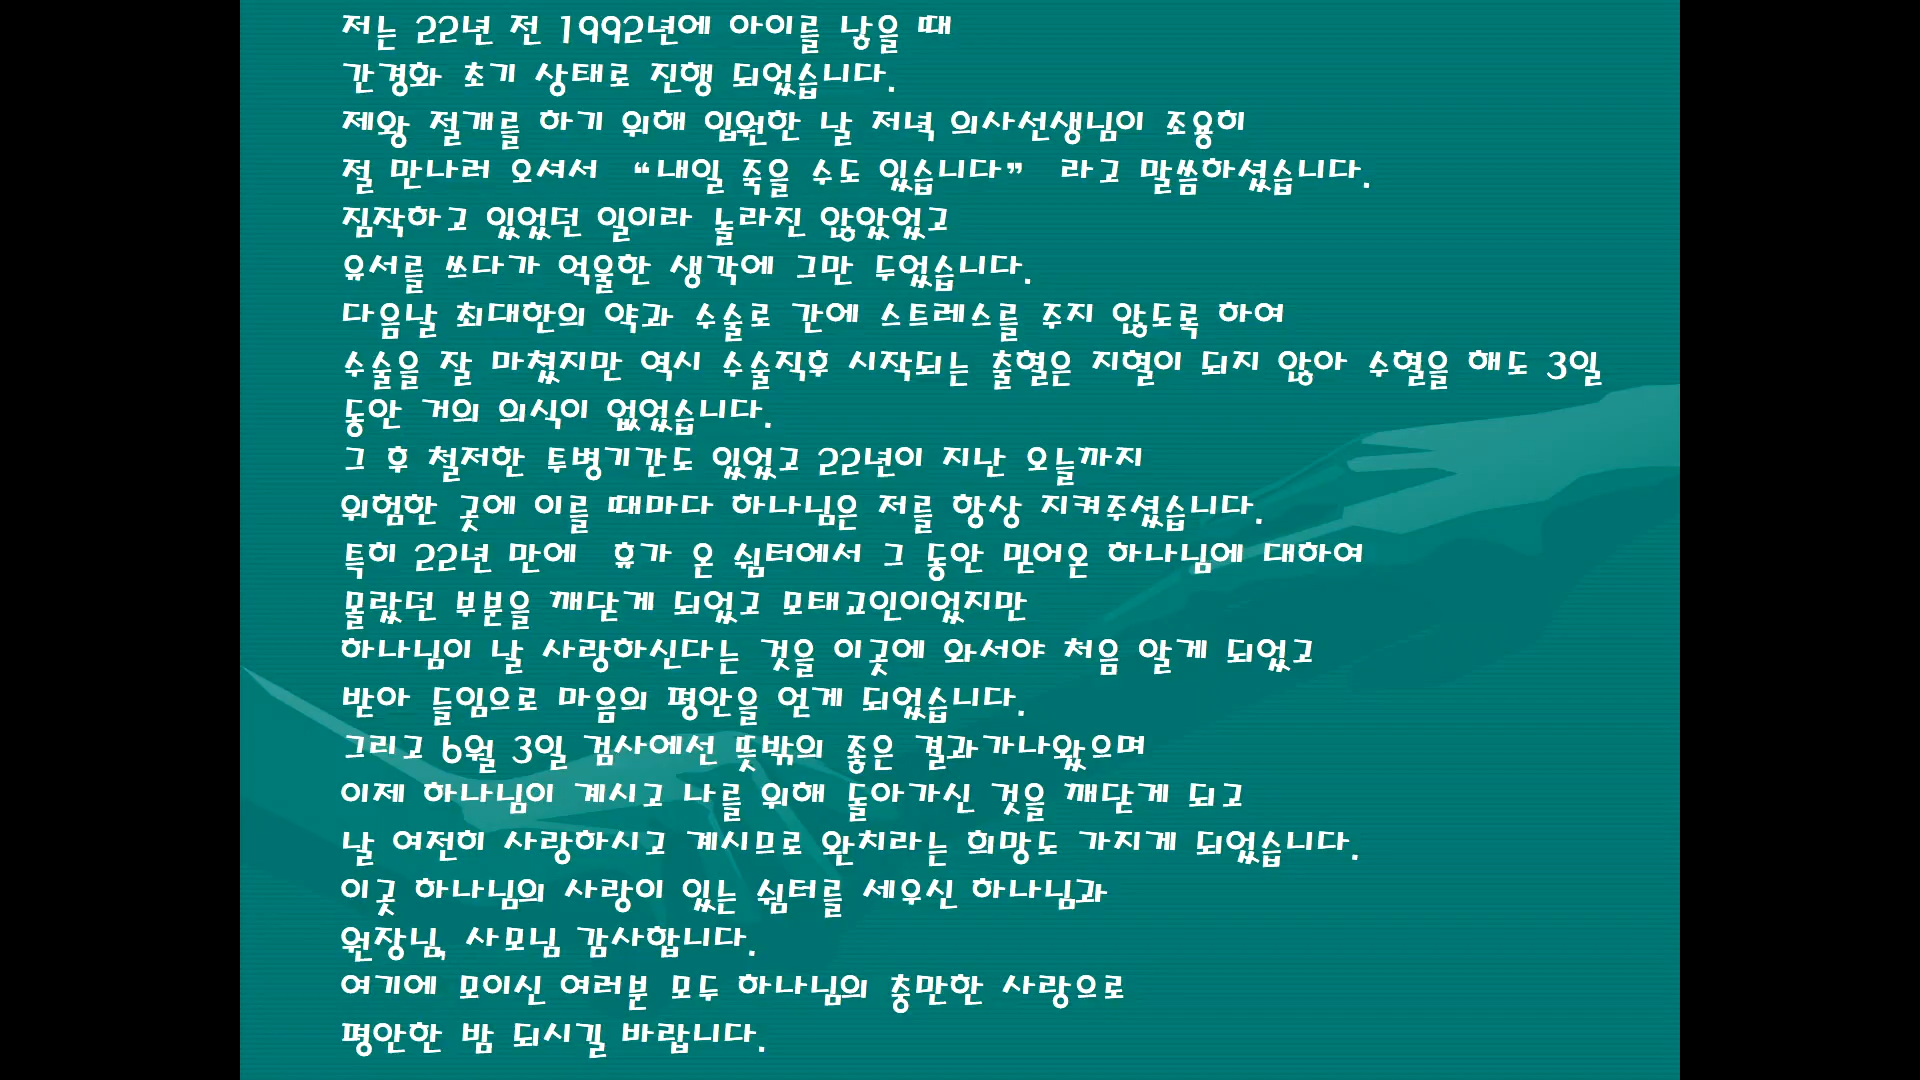 저는 22년 전 1992년에 아이를 낳을 때
간경화 초기 상태로 진행 되었습니다.
제왕 절개를 하기 위해 입원한 날 저녁 의사선생님이 조용히
절 만나러 오셔서 “내일 죽을 수도 있습니다” 라고 말씀하셨습니다.
짐작하고 있었던 일이라 놀라진 않았었고
유서를 쓰다가 억울한 생각에 그만 두었습니다.
다음날 최대한의 약과 수술로 간에 스트레스를 주지 않도록 하여
수술을 잘 마쳤지만 역시 수술직후 시작되는 출혈은 지혈이 되지 않아 수혈을 해도 3일
동안 거의 의식이 없었습니다.
그 후 철저한 투병기간도 있었고 22년이 지난 오늘까지
위험한 곳에 이를 때마다 하나님은 저를 항상 지켜주셨습니다.
특히 22년 만에 휴가 온 쉼터에서 그 동안 믿어온 하나님에 대하여
몰랐던 부분을 깨닫게 되었고 모태교인이었지만
하나님이 날 사랑하신다는 것을 이곳에 와서야 처음 알게 되었고
받아 들임으로 마음의 평안을 얻게 되었습니다.
그리고 6월 3일 검사에선 뜻밖의 좋은 결과가나왔으며
이제 하나님이 계시고 나를 위해 돌아가신 것을 깨닫게 되고
날 여전히 사랑하시고 계시므로 완치라는 희망도 가지게 되었습니다.
이곳 하나님의 사랑이 있는 쉼터를 세우신 하나님과
원장님, 사모님 감사합니다.
여기에 모이신 여러분 모두 하나님의 충만한 사랑으로
평안한 밤 되시길 바랍니다.